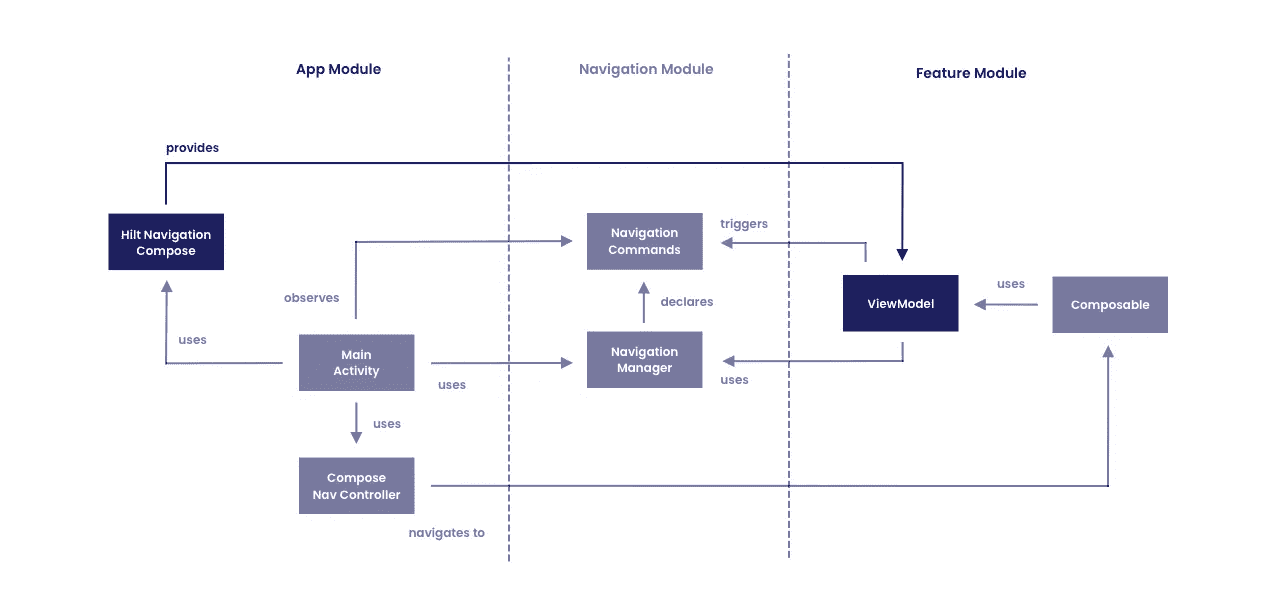 App Module
Navigation Module
Feature Module
provides
Hilt Navigation
Compose
Navigation
Commands
triggers
observes
declares
ViewModel
uses
Composable
uses
Main
Activity
uses
Navigation
Manager
uses
uses
Compose
Nav Controller
navigates to